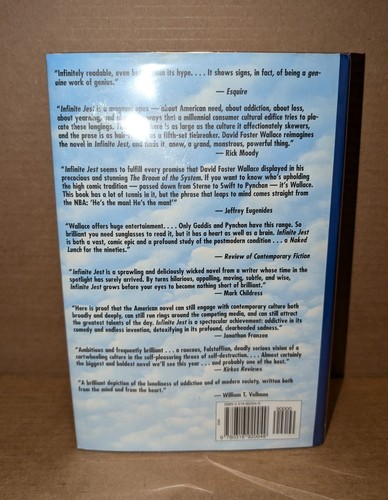 "Infinitely readable, even be its hype. . . . It shows signs, in fact, of being a gen-
uine work of genius."
— Esquire
"Infinite Jest is a opus — about American need, about addiction, about loss,
about yearning, and ways that a millennial consumer cultural edifice tries to pla-
cate these longings. The is as large as the culture it affectionately skewers,
and the prose is as as a fifth-set tiebreaker. David Foster Wallace reimagines
the novel in Infinite Jest, and finds it, anew, a grand, monstrous, powerful thing."
— Rick Moody
"Infinite Jest seems to fulfill every promise that David Foster Wallace displayed in his
precocious and stunning The Broom of the System. If you want to know who's upholding
the high comic tradition — passed down from Sterne to Swift to Pynchon — it's Wallace.
This book has a lot of tennis in it, but the phrase that leaps to mind comes straight from
the NBA: 'He's the man! He's the man!'"
— Jeffrey Eugenides
"Wallace offers huge entertainment. . . . Only Gaddis and Pynchon have this range. So
brilliant you need sunglasses to read it, but it has a heart as well as a brain. Infinite Jest
is both a vast, comic epic and a profound study of the postmodern condition . . . a Naked
Lunch for the nineties."
— Review of Contemporary Fiction
"Infinite Jest is a sprawling and deliciously wicked novel from a writer whose time in the
spotlight has surely arrived. By turns hilarious, appalling, moving, subtle, and wise,
Infinite Jest grows before your eyes to become nothing short of brilliant."
— Mark Childress
"Here is proof that the American novel can still engage with contemporary culture both
broadly and deeply, can still run rings around the competing media, and can still attract
the greatest talents of the day. Infinite Jest is a spectacular achievement: addictive in its
comedy and endless invention, detoxifying in its profound, clearheaded sadness."
— Jonathan Franzen
"Ambitious and frequently brilliant . . . a raucous, Falstaffian, deadly serious vision of a
cartwheeling culture in the self-pleasuring throes of self-destruction. . . . Almost certainly
the biggest and boldest novel we'll see this year . . . and probably one of the best."
— Kirkus Reviews
"A brilliant depiction of the loneliness of addiction and of modern society, written both
from the mind and from the heart."
— William T. Vollmann
90000
9 780316 920049